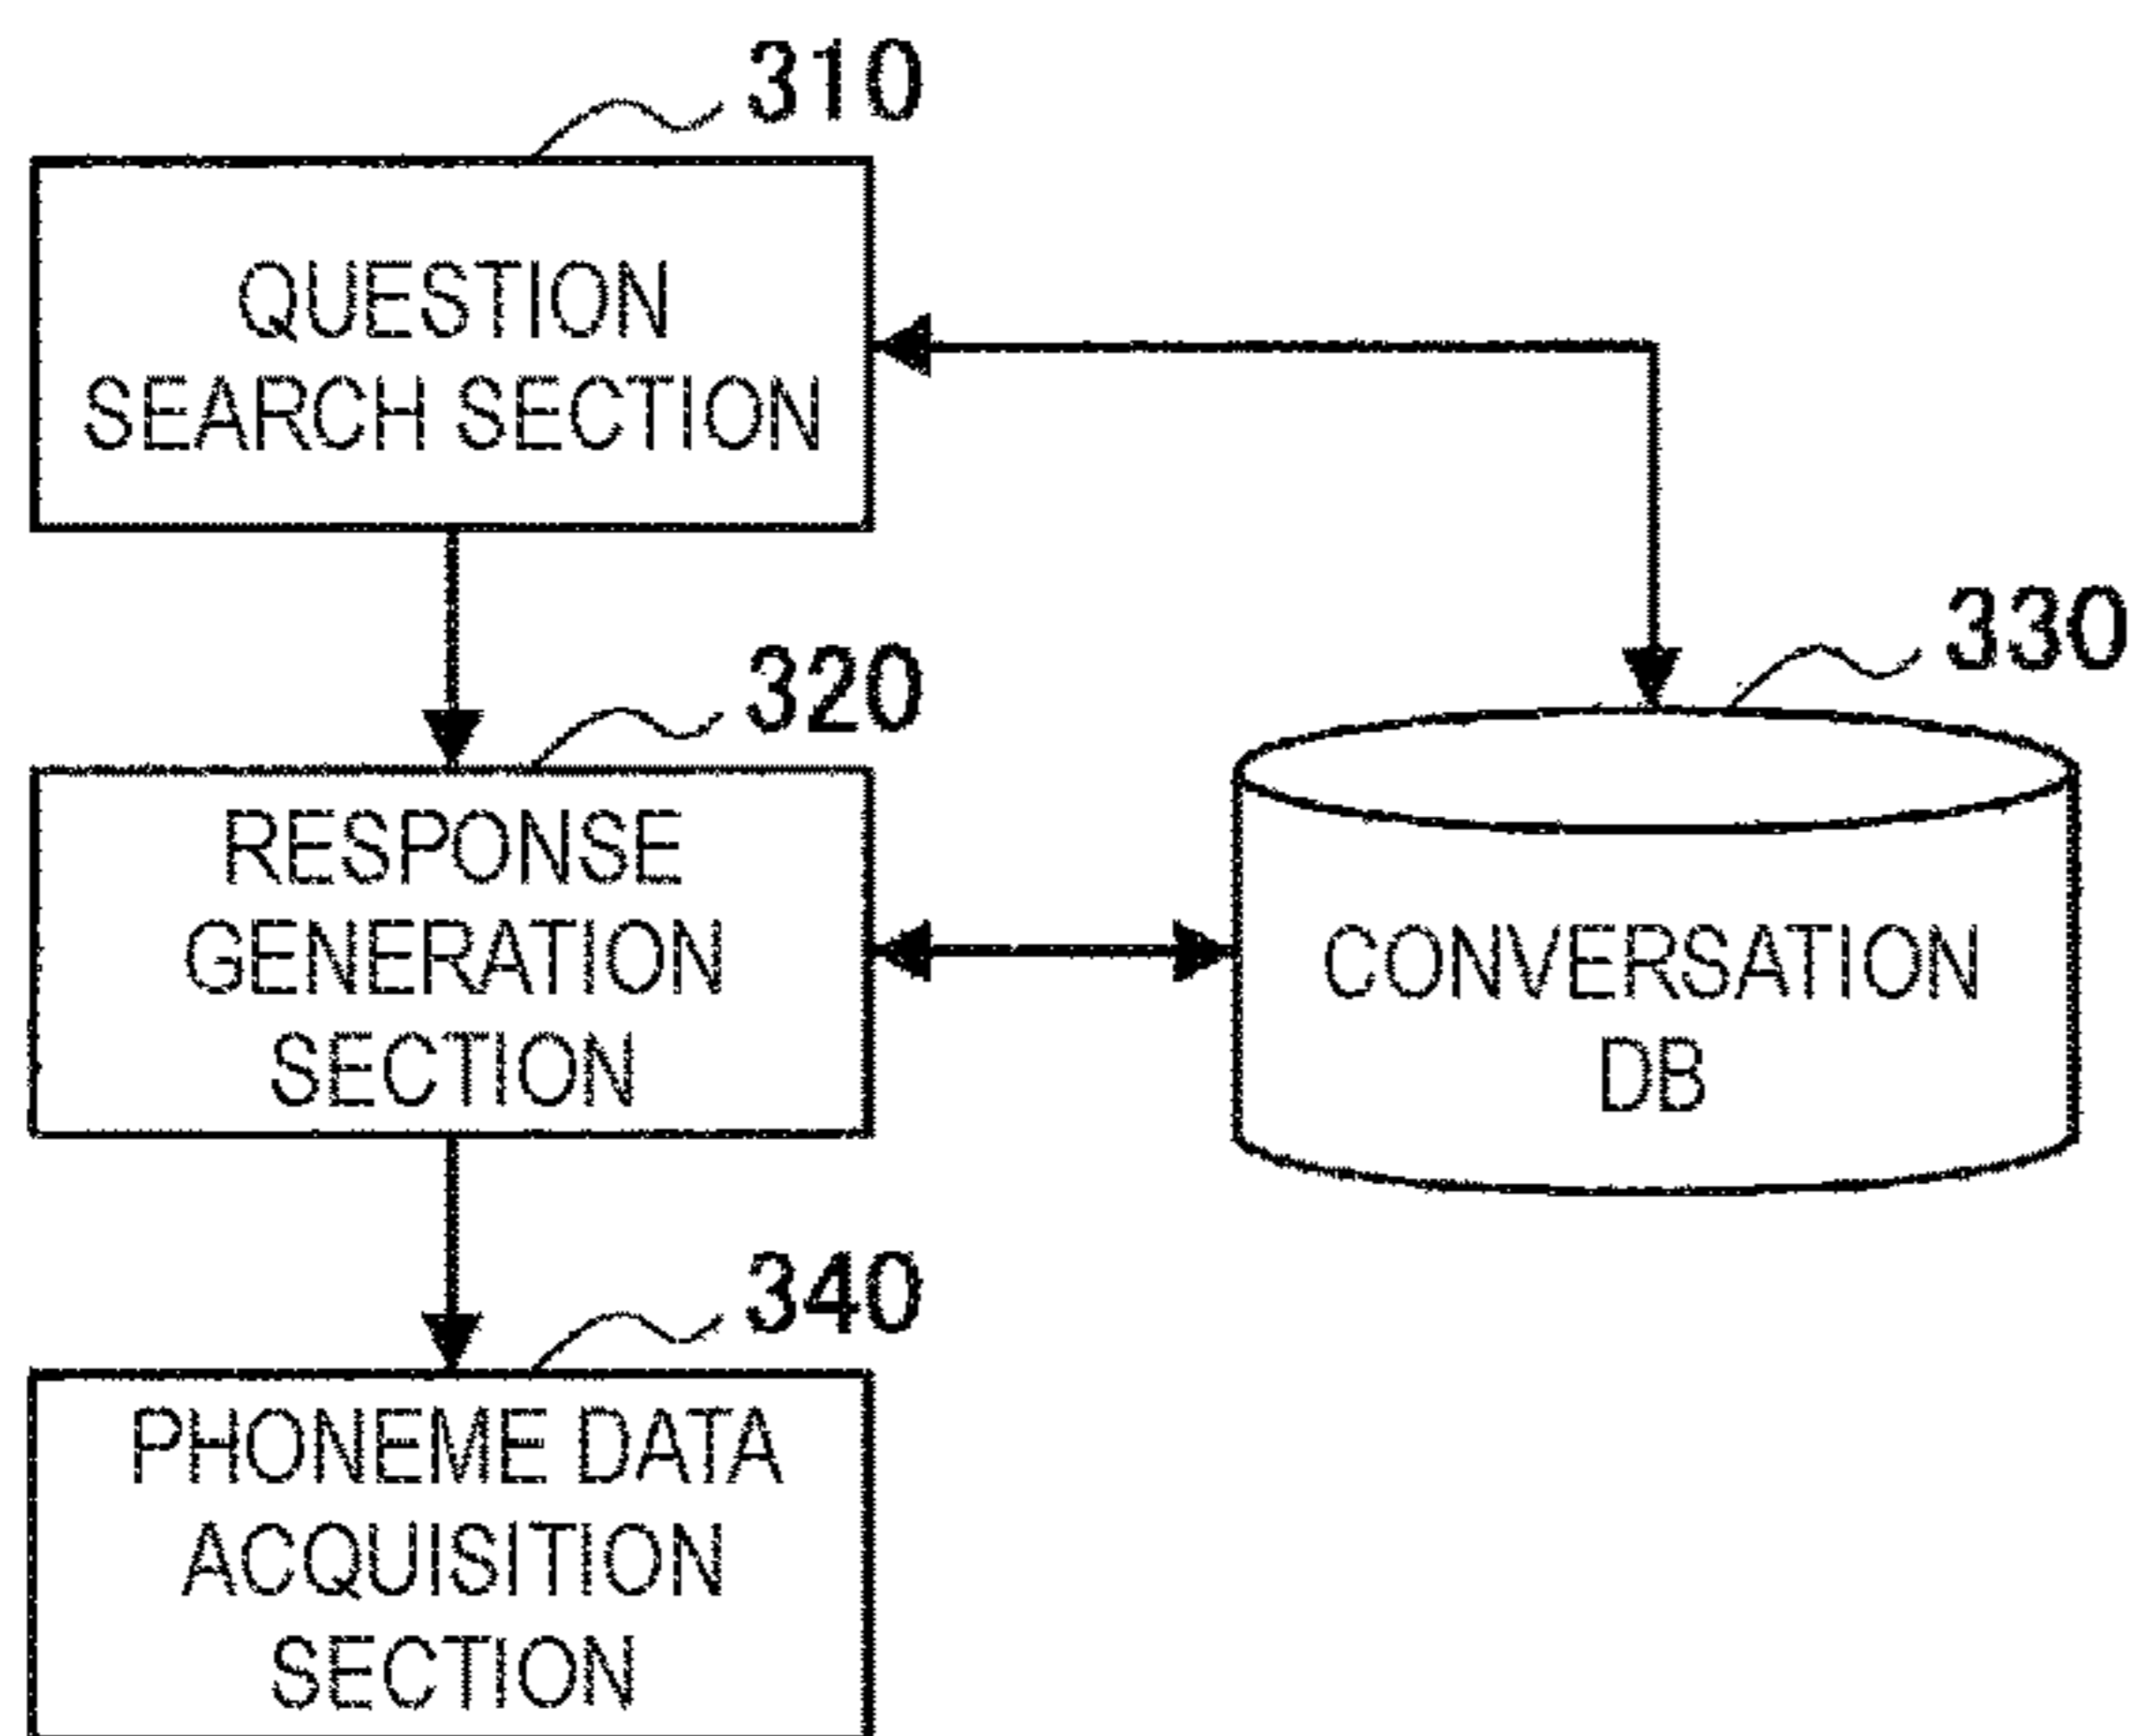 310
QUESTION
SEARCH SECTION
320
RESPONSE
GENERATION
SECTION
330
CONVERSATION
DB
340
PHONEME DATA
ACQUISITION
SECTION